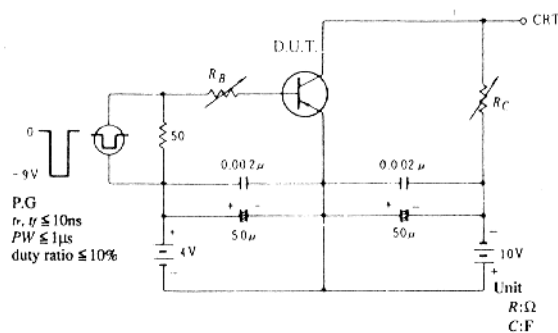 CRT
D.U.T.
R_B
R_C
0
50
-9V
0.002μ
0.002μ
P.G
tr, tf ≦ 10ns
PW ≦ 1μs
duty ratio ≦ 10%
+ -
50μ
+ -
50μ
+
4V
-
-
10V
+
Unit
R:Ω
C:F